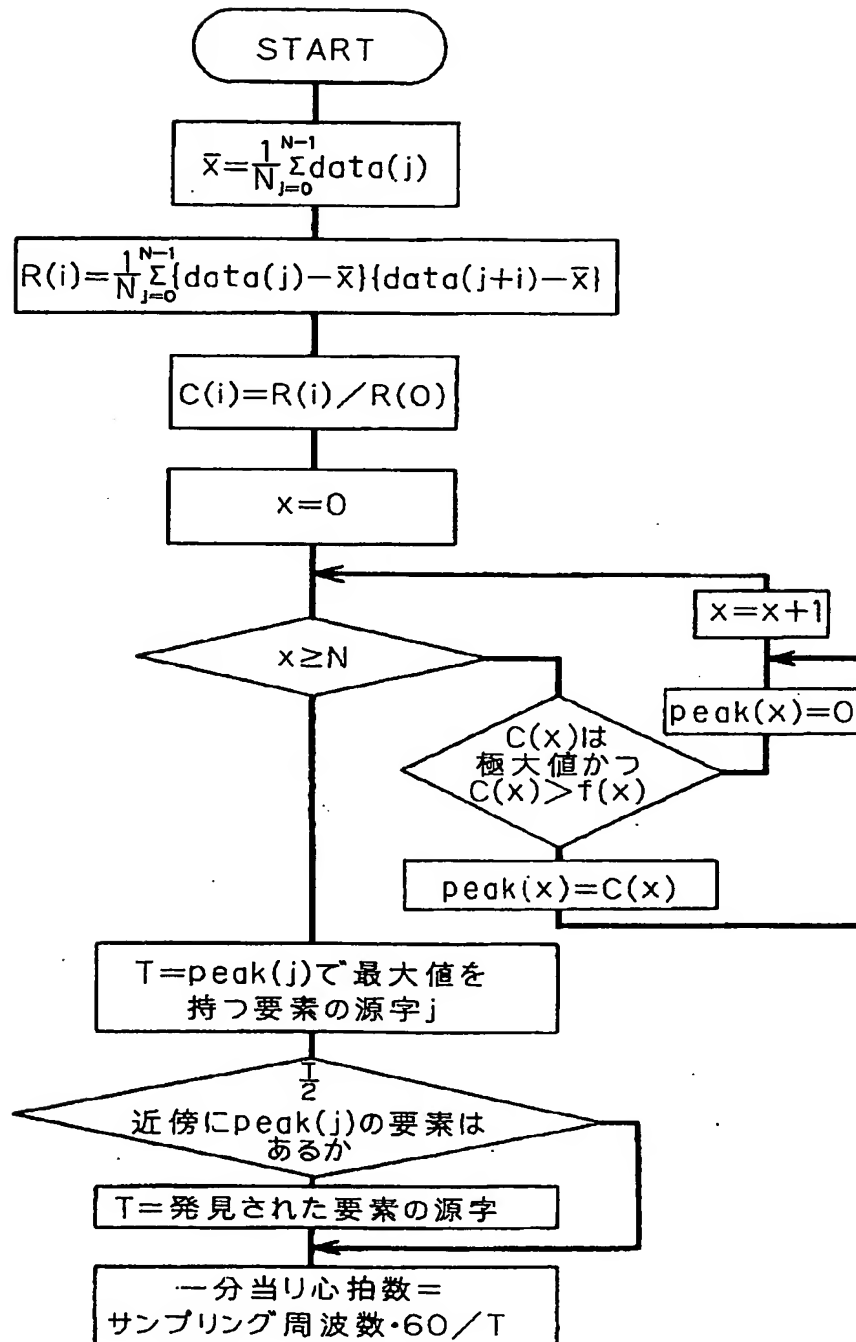 START
x̄=1/N Σ_{j=0}^{N-1} data(j)
R(i)=1/N Σ_{j=0}^{N-1} {data(j)-x̄}{data(j+i)-x̄}
C(i)=R(i)/R(0)
x=0
x=x+1
x≥N
peak(x)=0
C(x)は
極大値かつ
C(x)>f(x)
peak(x)=C(x)
T=peak(j)で最大値を
持つ要素の源字j
T/2
近傍にpeak(j)の要素は
あるか
T=発見された要素の源字
一分当り心拍数=
サンプリング周波数・60/T